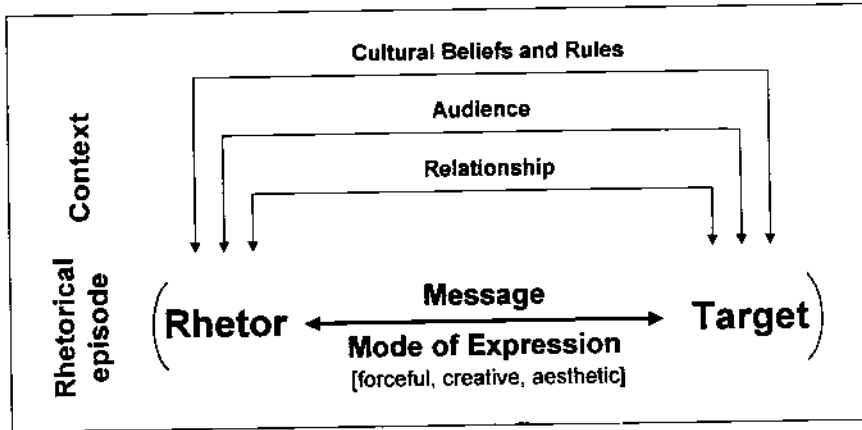 Cultural Beliefs and Rules
Audience
Relationship
Context
Rhetorical
episode
(Rhetor
Message
Target)
Mode of Expression
[forceful, creative, aesthetic]